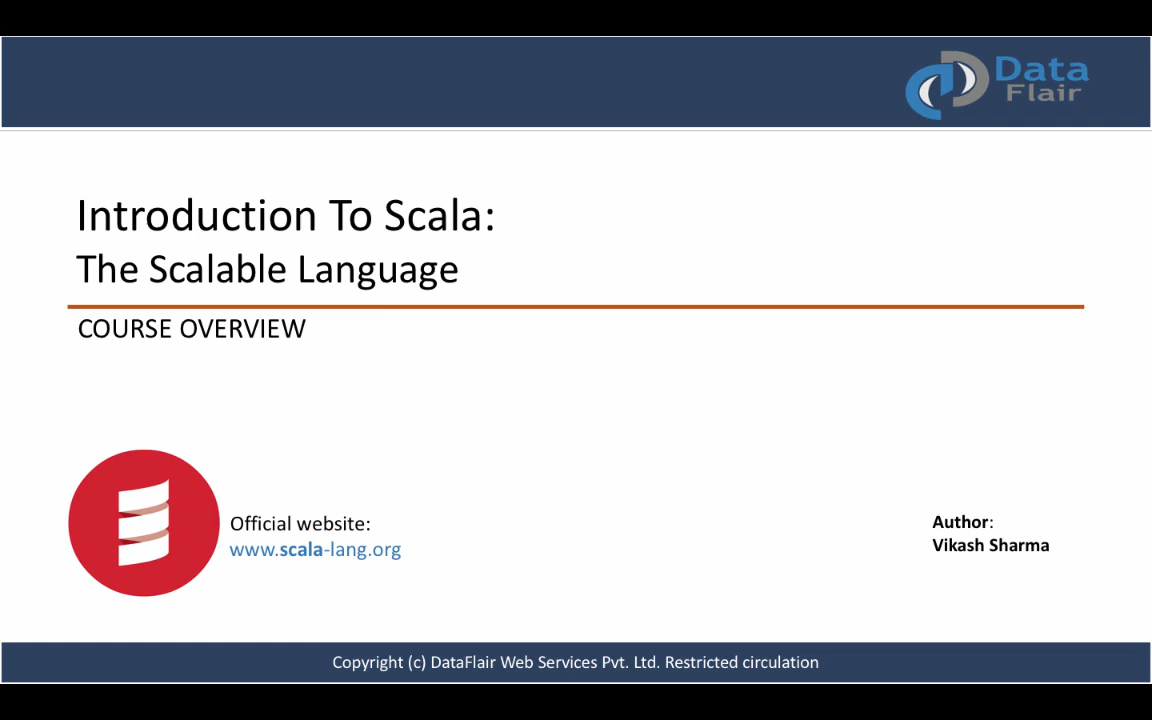 Data
Flair
Introduction To Scala:
The Scalable Language
COURSE OVERVIEW
Official website:
www.scala-lang.org
Author:
Vikash Sharma
Copyright (c) DataFlair Web Services Pvt. Ltd. Restricted circulation